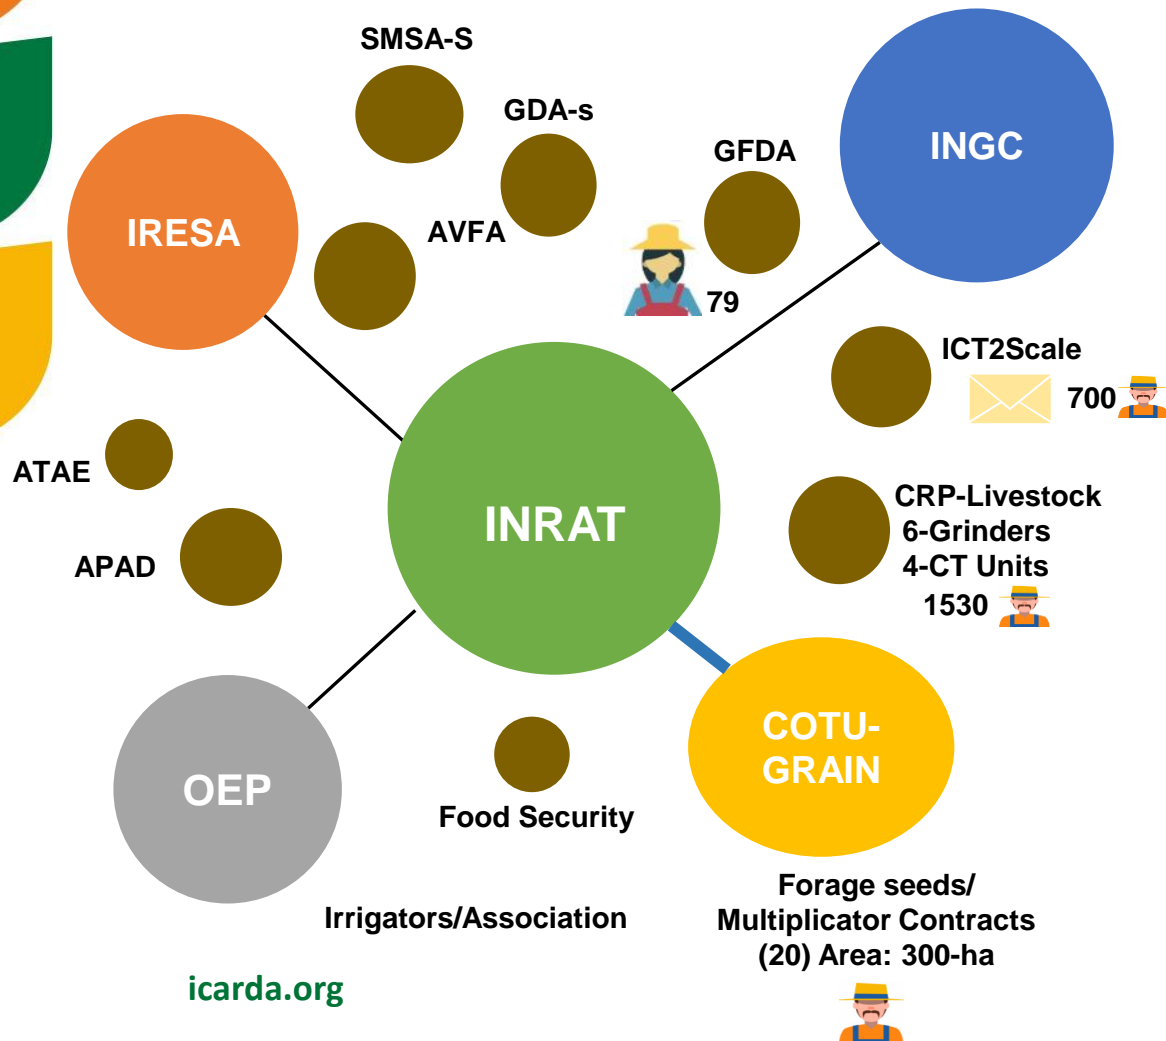 SMSA-S
GDA-s
GFDA
INGC
IRESA
AVFA
79
ICT2Scale
700
ATAE
APAD
INRAT
CRP-Livestock
6-Grinders
4-CT Units
1530
OEP
COTU-
GRAIN
Food Security
Irrigators/Association
Forage seeds/
Multiplicator Contracts
(20) Area: 300-ha
icarda.org